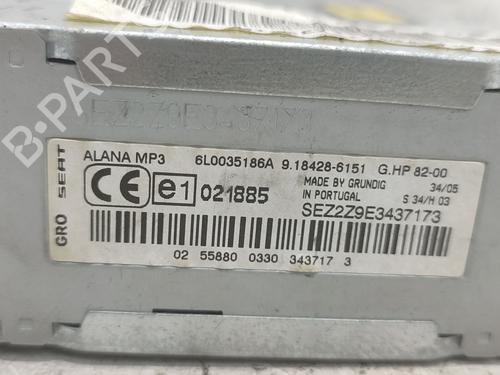 ALANA MP3 6L0035186A 9.18428-6151 G.HP 82-00
GRO SEAT
CE e1 021885
MADE BY GRUNDIG 34/05
IN PORTUGAL S 34/H 03
SEZ2Z9E3437173
02 55880 0330 343717 3
B-PARTS